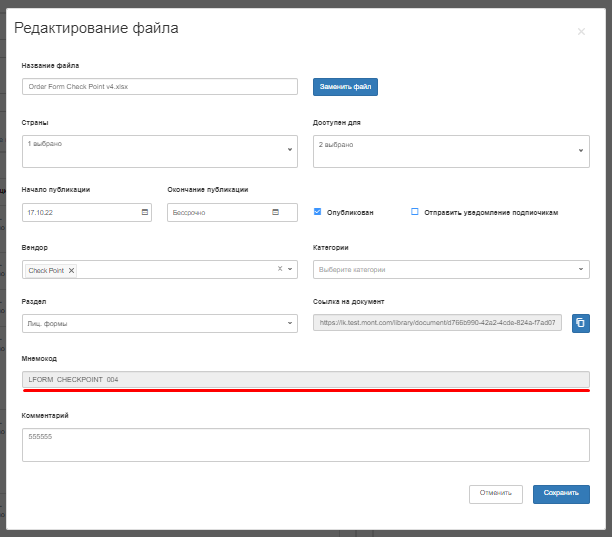 Редактирование файла
Название файла
Order Form Check Point v4.xlsx
Заменить файл
Страны
Доступен для
1 выбрано
2 выбрано
Начало публикации
Окончание публикации
17.10.22
Бессрочно
Опубликован
Отправить уведомление подписчикам
Вендор
Категории
Check Point
Выберите категории
Раздел
Ссылка на документ
Лиц. формы
https://lk.test.mont.com/library/document/d766b990-42a2-4cde-824a-f7ad07
Мнемокод
LFORM_CHECKPOINT_004
Комментарий
555555
Отменить
Сохранить